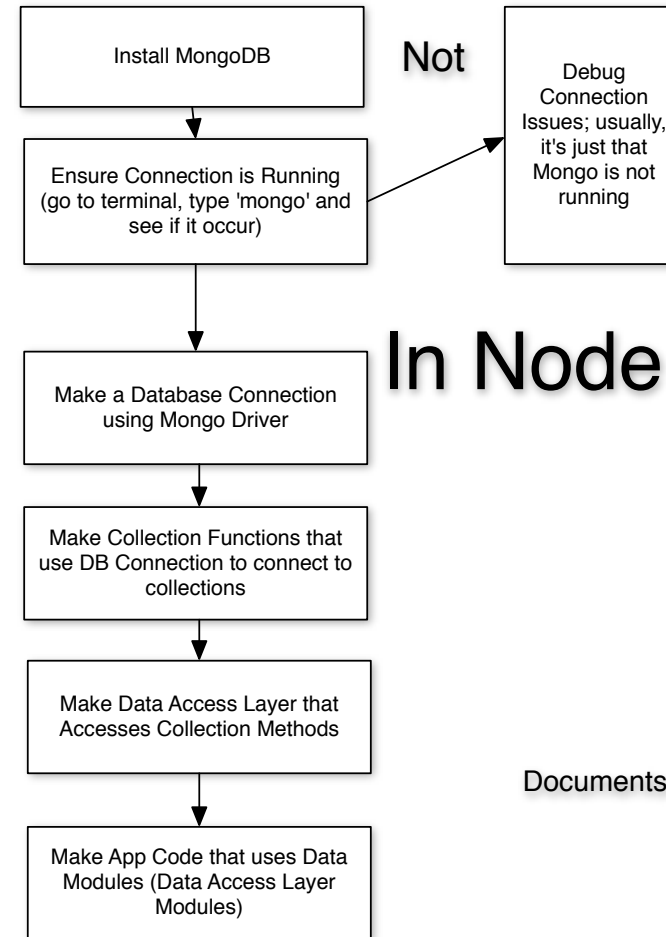 Install MongoDB
Not
Debug
Connection
Issues; usually,
it's just that
Mongo is not
running
Ensure Connection is Running
(go to terminal, type 'mongo' and
see if it occur)
In Node
Make a Database Connection
using Mongo Driver
Make Collection Functions that
use DB Connection to connect to
collections
Make Data Access Layer that
Accesses Collection Methods
Documents
Make App Code that uses Data
Modules (Data Access Layer
Modules)